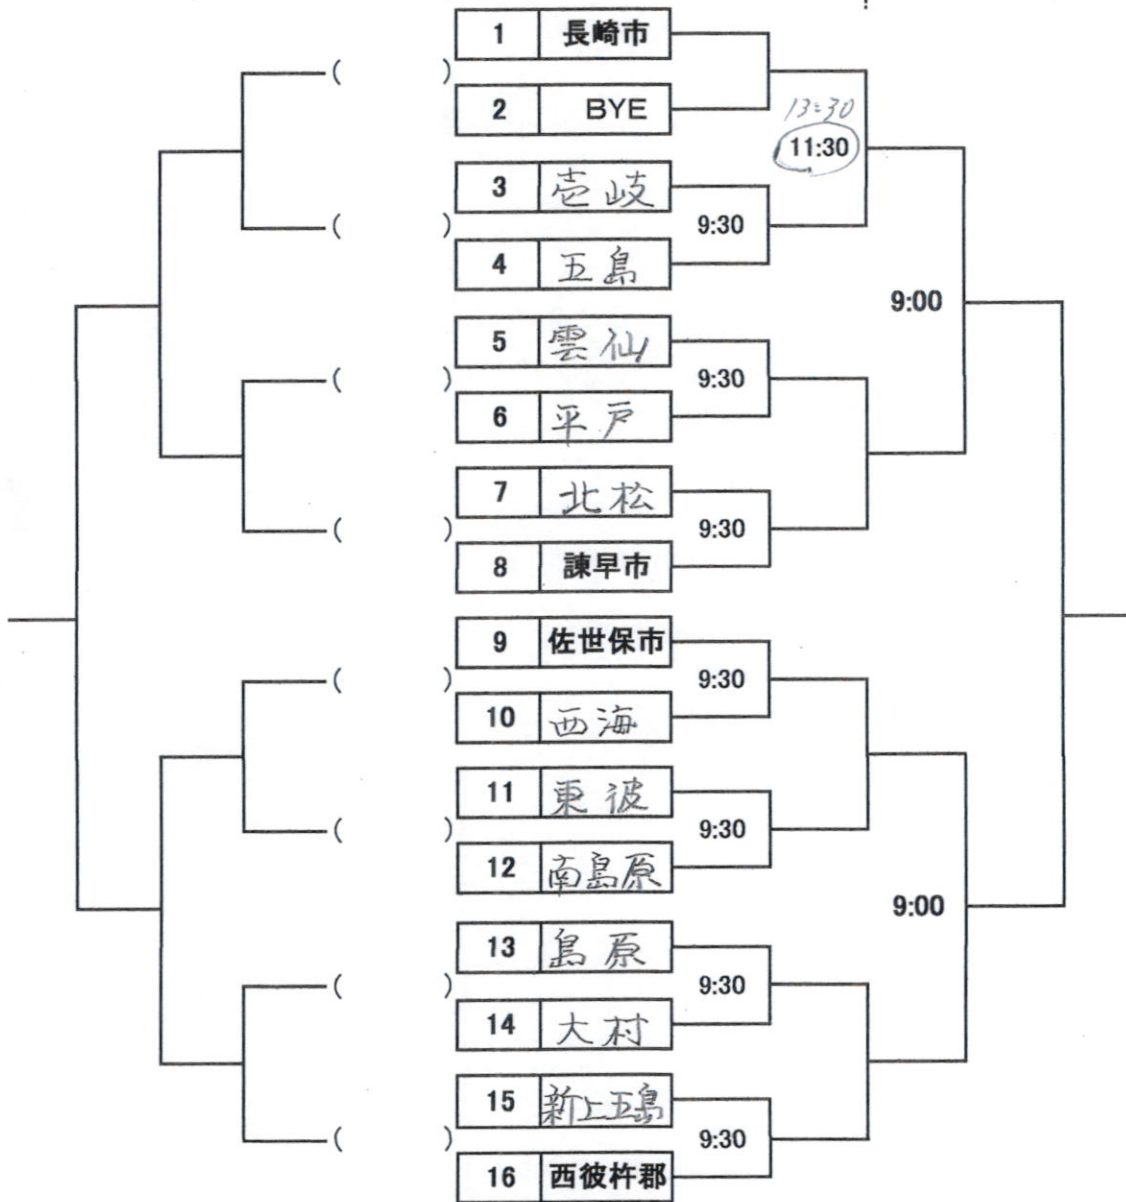 1 長崎市
( )
2 BYE
13:30
11:30
3 壱岐
( ) 9:30
4 五島
9:00
5 雲仙
( ) 9:30
6 平戸
7 北松
( ) 9:30
8 諫早市
9 佐世保市
( ) 9:30
10 西海
11 東彼
( ) 9:30
12 南島原
9:00
13 島原
( ) 9:30
14 大村
15 新上五島
( ) 9:30
16 西彼杵郡